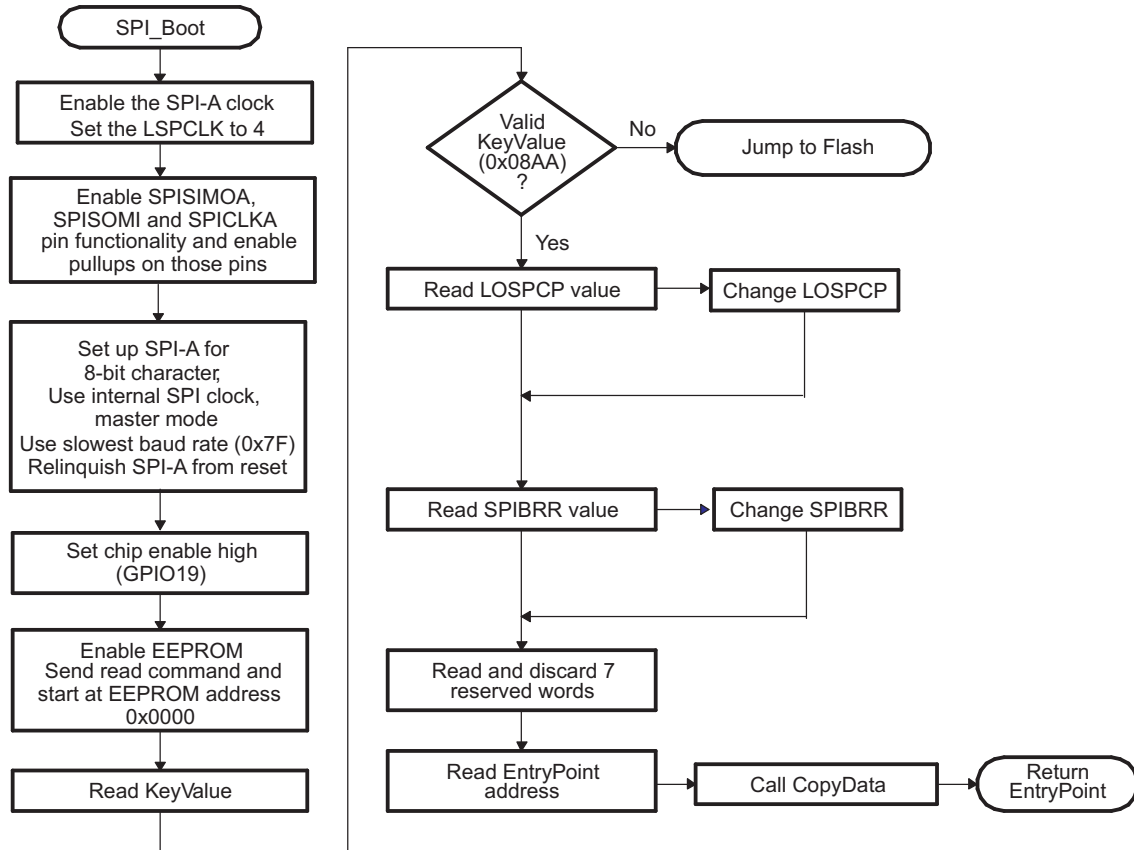 SPI_Boot
Enable the SPI-A clock
Set the LSPCLK to 4
Enable SPISIMOA,
SPISOMI and SPICLKA
pin functionality and enable
pullups on those pins
Set up SPI-A for
8-bit character,
Use internal SPI clock,
master mode
Use slowest baud rate (0x7F)
Relinquish SPI-A from reset
Set chip enable high
(GPIO19)
Enable EEPROM
Send read command and
start at EEPROM address
0x0000
Read KeyValue
Valid
KeyValue
(0x08AA)
?
No
Jump to Flash
Yes
Read LOSPCP value
Change LOSPCP
Read SPIBRR value
Change SPIBRR
Read and discard 7
reserved words
Read EntryPoint
address
Call CopyData
Return
EntryPoint